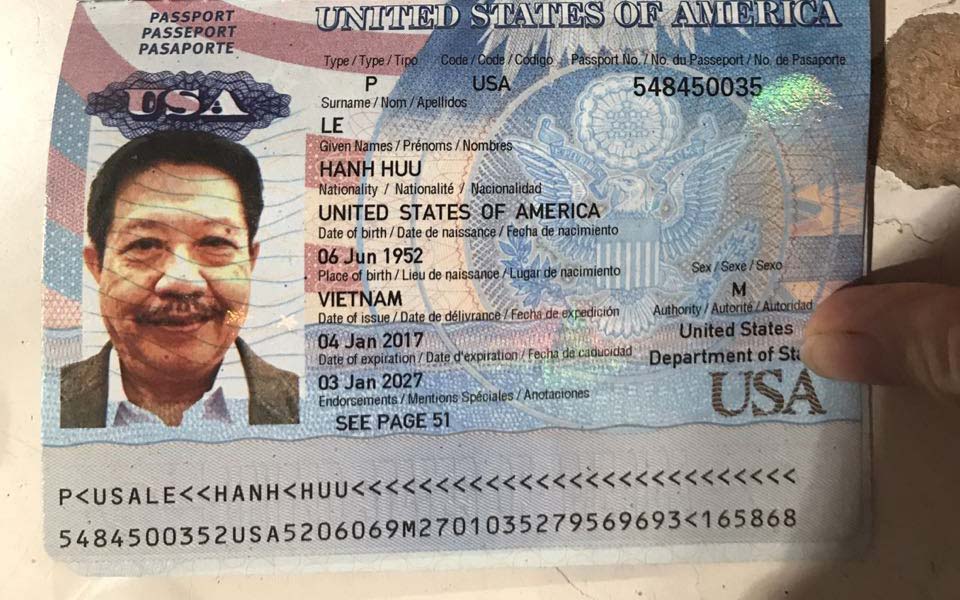 PASSPORT
PASSEPORT
PASAPORTE
USA
UNITED STATES OF AMERICA
Type / Type / Tipo Code / Code / Código Passport No. / No. du Passeport / No. de Pasaporte
P USA 548450035
Surname / Nom / Apellidos
LE
Given Names / Prénoms / Nombres
HANH HUU
Nationality / Nationalité / Nacionalidad
UNITED STATES OF AMERICA
Date of birth / Date de naissance / Fecha de nacimiento
06 Jun 1952
Place of birth / Lieu de naissance / Lugar de nacimiento Sex / Sexe / Sexo
VIETNAM M
Date of issue / Date de délivrance / Fecha de expedición Authority / Autorité / Autoridad
04 Jan 2017 United States
Date of expiration / Date d'expiration / Fecha de caducidad Department of
03 Jan 2027
Endorsements / Mentions Spéciales / Anotaciones USA
SEE PAGE 51
P<USALE<<HANH<HUU<<<<<<<<<<<<<<<<<<<<<<<<<<<
5484500352USA5206069M2701035279569693<165868